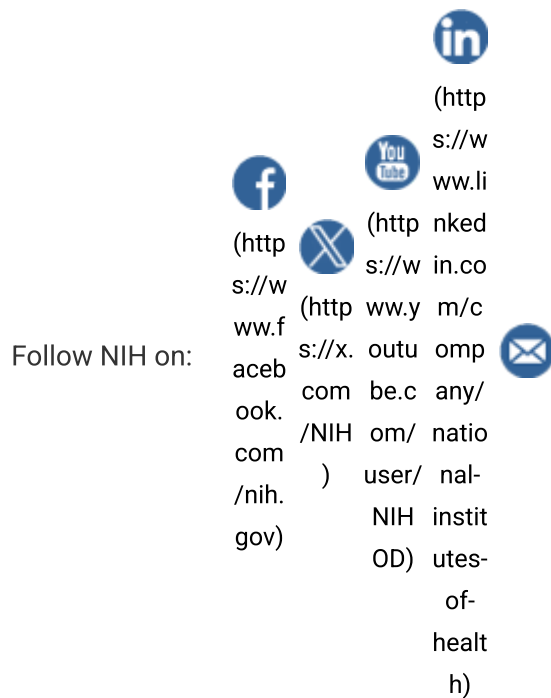 Follow NIH on:
(http
s://w
ww.f
aceb
ook.
com
/nih.
gov)
(http
s://x.
com
/NIH
)
You
Tube
(http
s://w
ww.y
outu
be.c
om/
user/
NIH
OD)
in
(http
s://w
ww.li
nked
in.co
m/c
omp
any/
natio
nal-
instit
utes-
of-
healt
h)